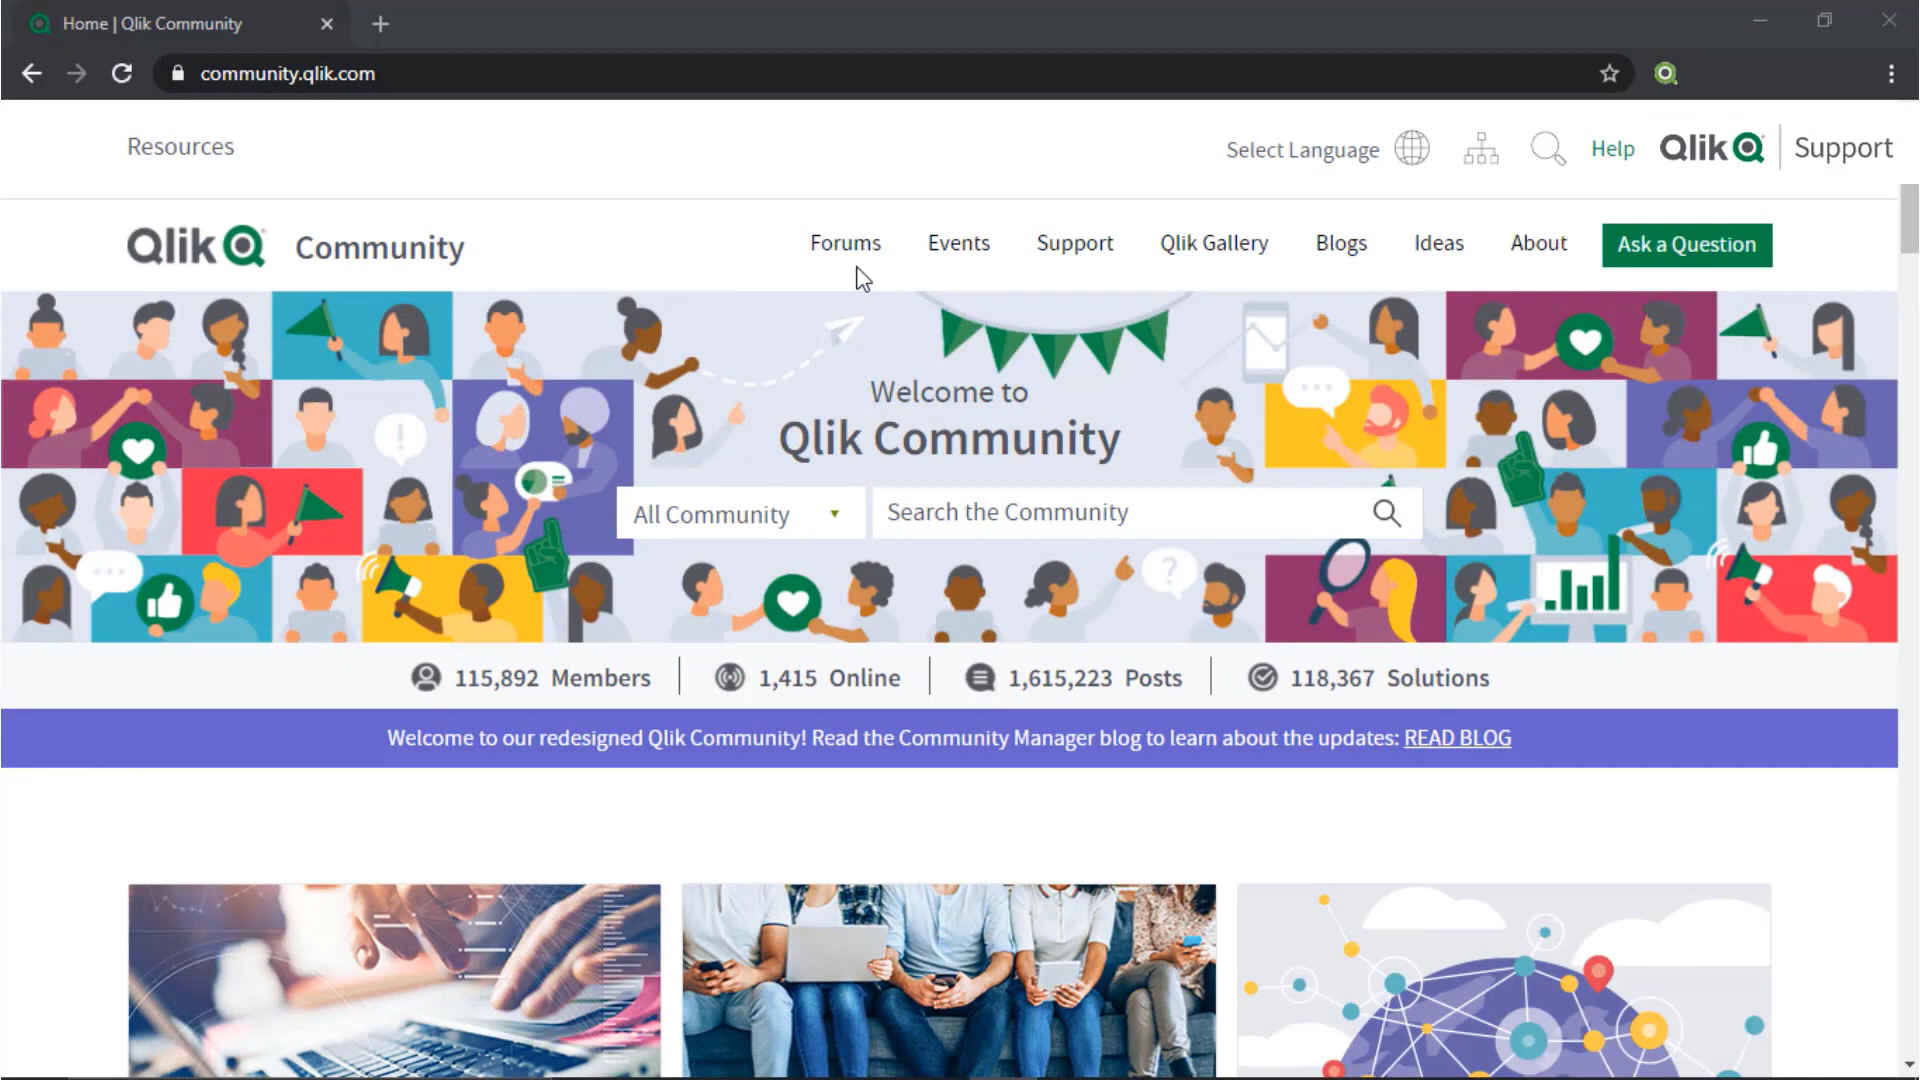 Home | Qlik Community
community.qlik.com
Resources
Select Language
Help
Qlik
Support
Qlik
Community
Forums
Events
Support
Qlik Gallery
Blogs
Ideas
About
Ask a Question
Welcome to
Qlik Community
All Community
Search the Community
115,892 Members
1,415 Online
1,615,223 Posts
118,367 Solutions
Welcome to our redesigned Qlik Community! Read the Community Manager blog to learn about the updates: READ BLOG